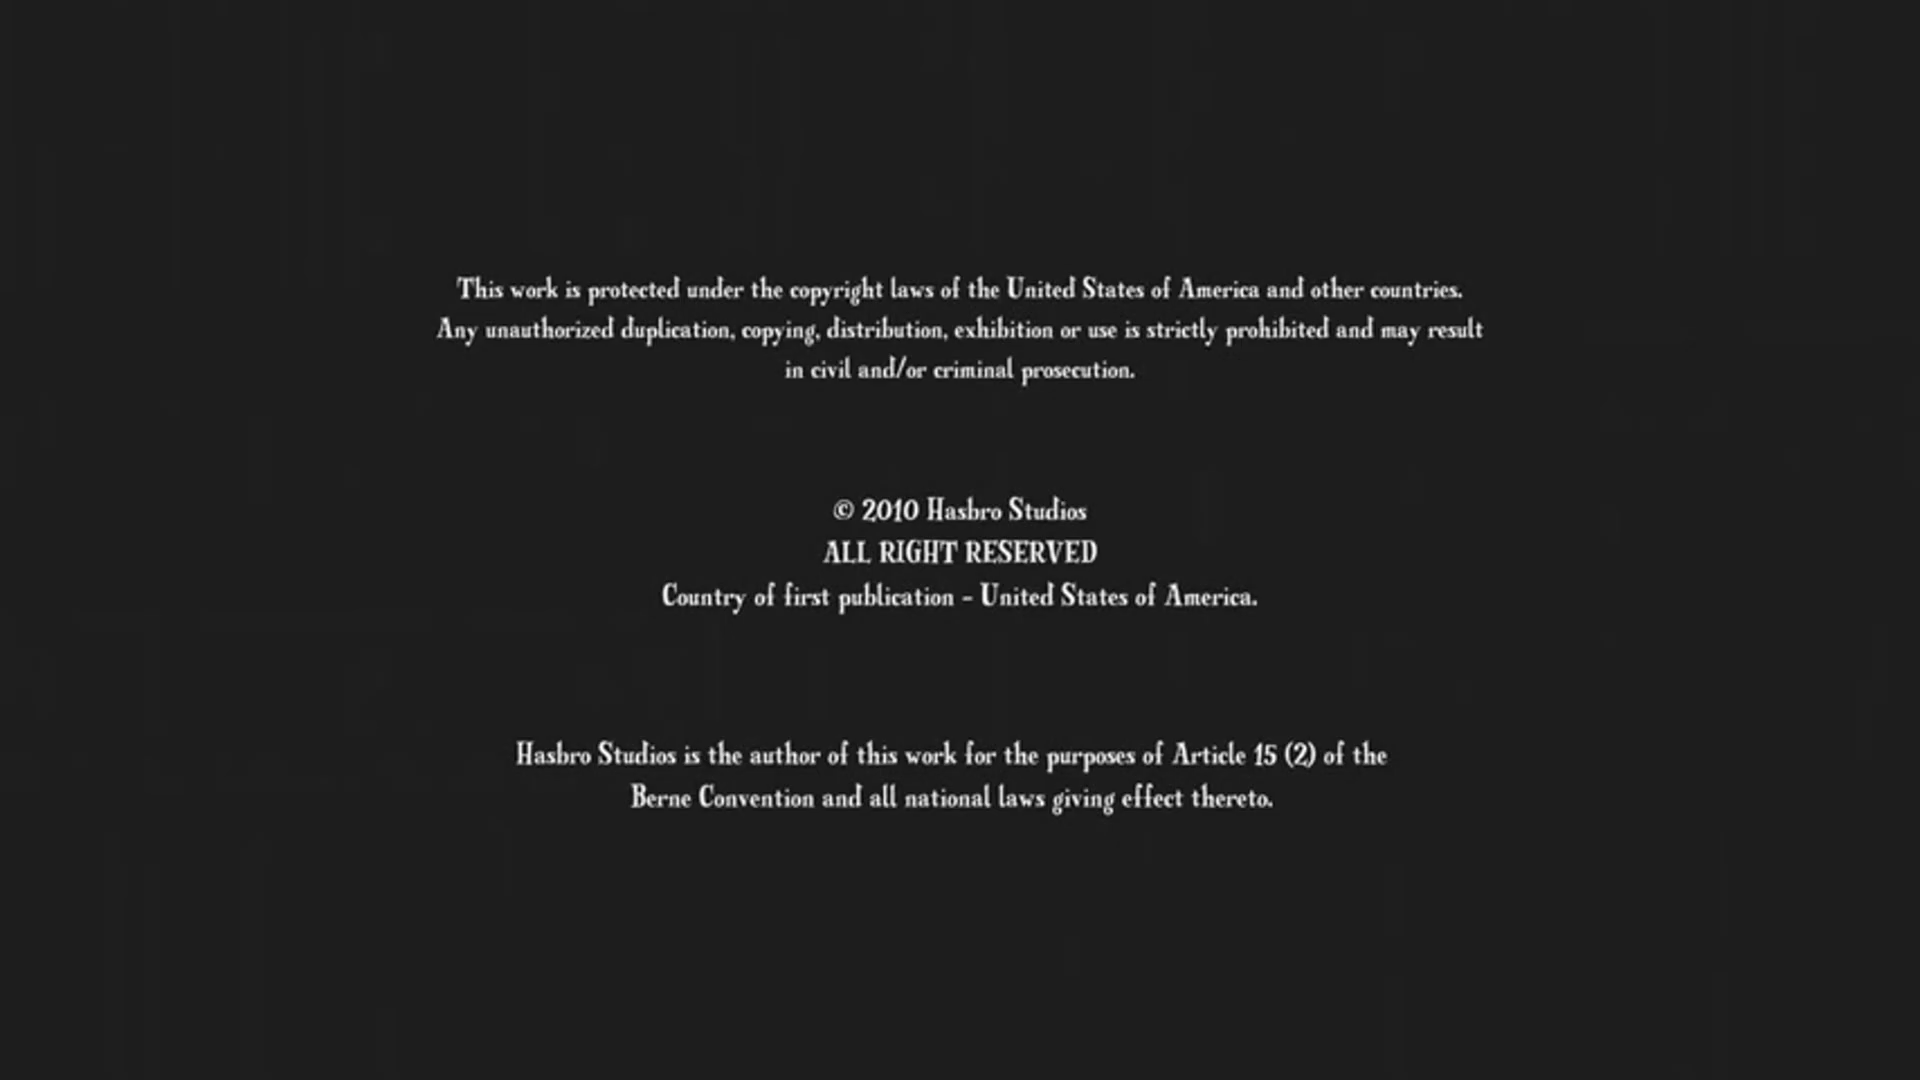 This work is protected under the copyright laws of the United States of America and other countries.
Any unauthorized duplication, copying, distribution, exhibition or use is strictly prohibited and may result
in civil and/or criminal prosecution.
© 2010 Hasbro Studios
ALL RIGHT RESERVED
Country of first publication - United States of America.
Hasbro Studios is the author of this work for the purposes of Article 15 (2) of the
Berne Convention and all national laws giving effect thereto.